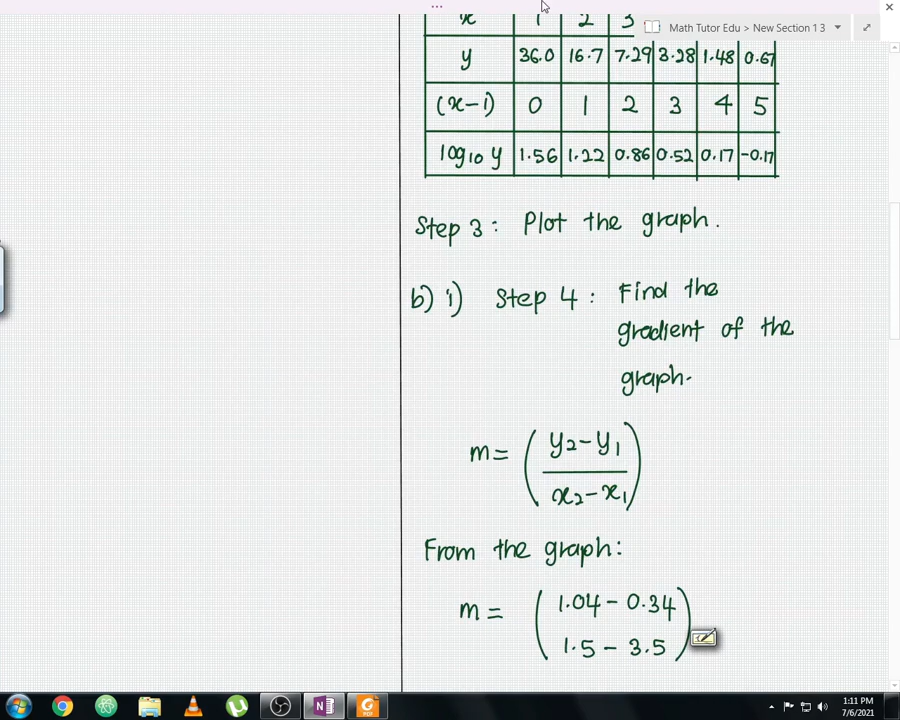 x 1 2 3
Math Tutor Edu > New Section 1 3
y 36.0 16.7 7.29 3.28 1.48 0.67
(x-1) 0 1 2 3 4 5
log10 y 1.56 1.22 0.86 0.52 0.17 -0.17
Step 3: Plot the graph.
b) i) Step 4: Find the
gradient of the
graph.
m = (y2-y1
x2-x1)
From the graph:
m = (1.04 - 0.34
1.5 - 3.5)
1:11 PM
7/6/2021